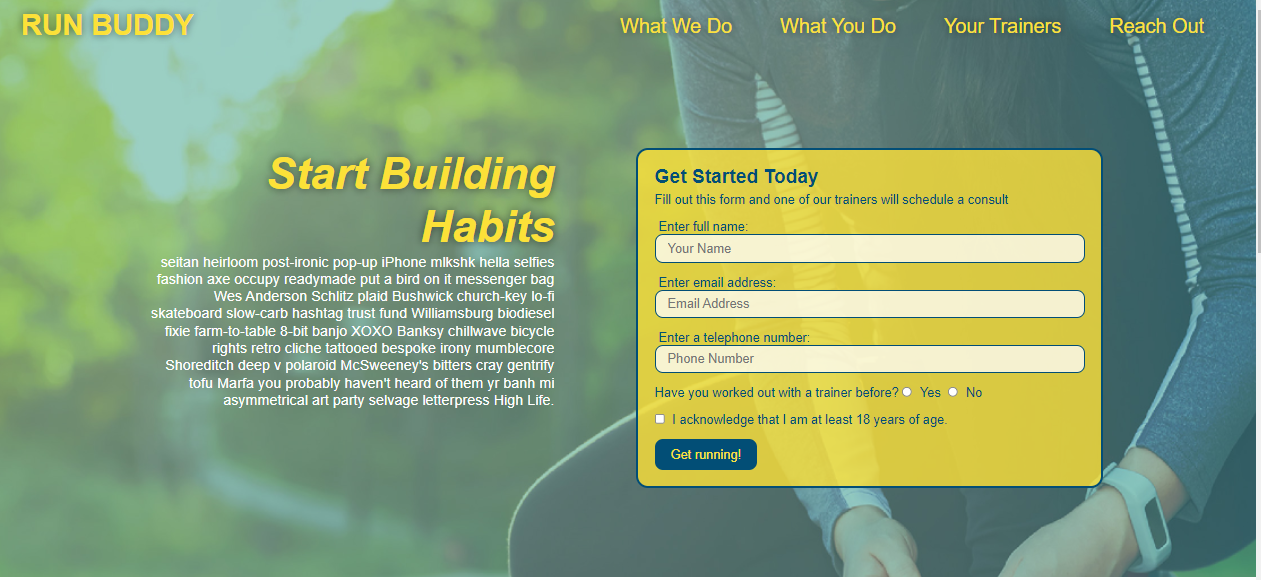 RUN BUDDY
What We Do
What You Do
Your Trainers
Reach Out
Start Building
Habits
seitan heirloom post-ironic pop-up iPhone mlkshk hella selfies
fashion axe occupy readymade put a bird on it messenger bag
Wes Anderson Schlitz plaid Bushwick church-key lo-fi
skateboard slow-carb hashtag trust fund Williamsburg biodiesel
fixie farm-to-table 8-bit banjo XOXO Banksy chillwave bicycle
rights retro cliche tattooed bespoke irony mumblecore
Shoreditch deep v polaroid McSweeney's bitters cray gentrify
tofu Marfa you probably haven't heard of them yr banh mi
asymmetrical art party selvage letterpress High Life.
Get Started Today
Fill out this form and one of our trainers will schedule a consult
Enter full name:
Your Name
Enter email address:
Email Address
Enter a telephone number:
Phone Number
Have you worked out with a trainer before? Yes No
I acknowledge that I am at least 18 years of age.
Get running!